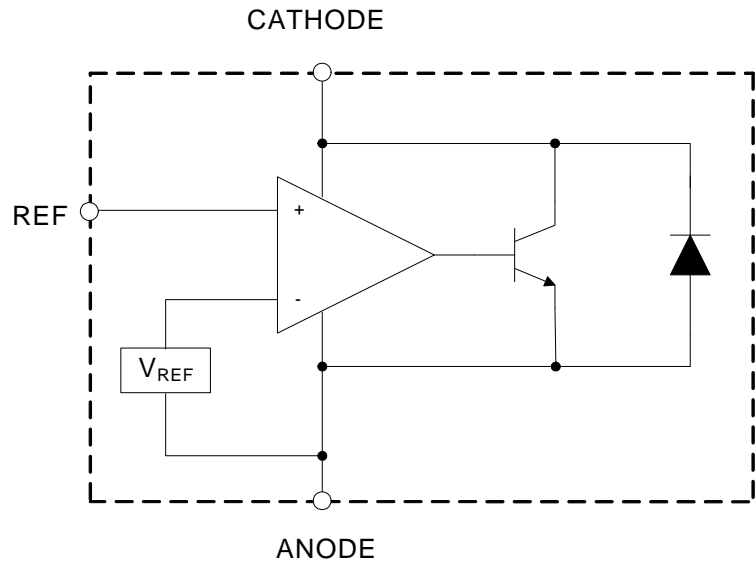 CATHODE
REF
+
-
V_REF
ANODE